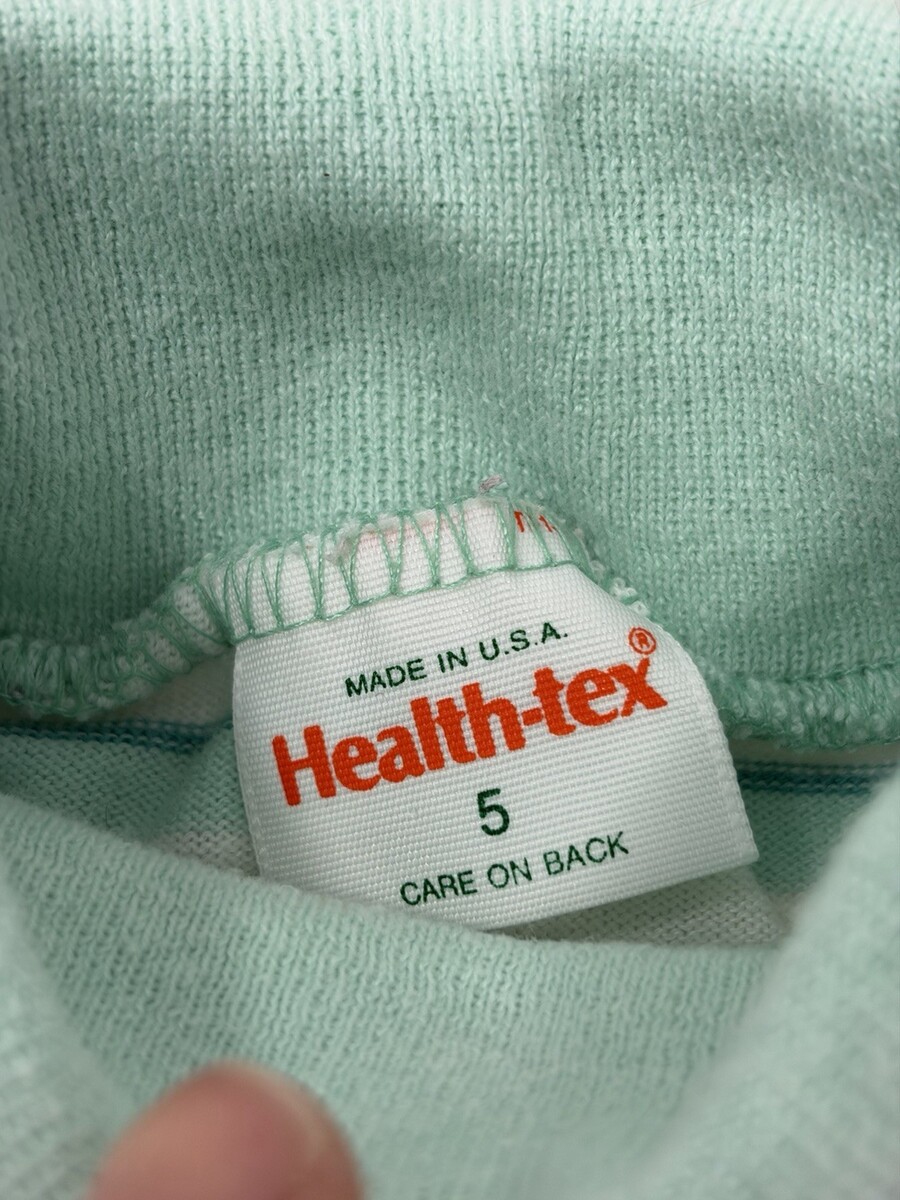 MADE IN U.S.A.
Health-tex®
5
CARE ON BACK